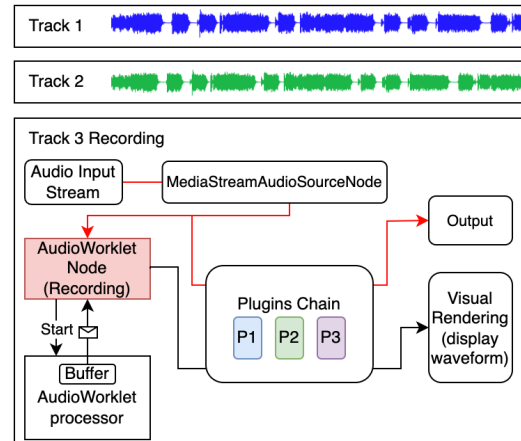 Track 1
Track 2
Track 3 Recording
Audio Input
Stream
MediaStreamAudioSourceNode
AudioWorklet
Node
(Recording)
Output
Plugins Chain
P1 P2 P3
Visual
Rendering
(display
waveform)
Start
Buffer
AudioWorklet
processor